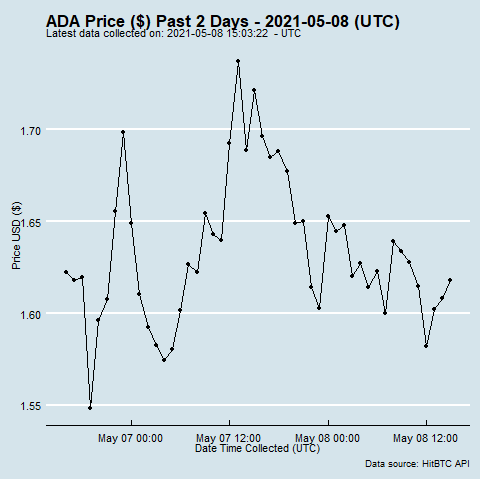 ADA Price ($) Past 2 Days - 2021-05-08 (UTC)
Latest data collected on: 2021-05-08 15:03:22  - UTC
1.70
1.65
1.60
1.55
Price USD ($)
May 07 00:00
May 07 12:00
May 08 00:00
May 08 12:00
Date Time Collected (UTC)
Data source: HitBTC API